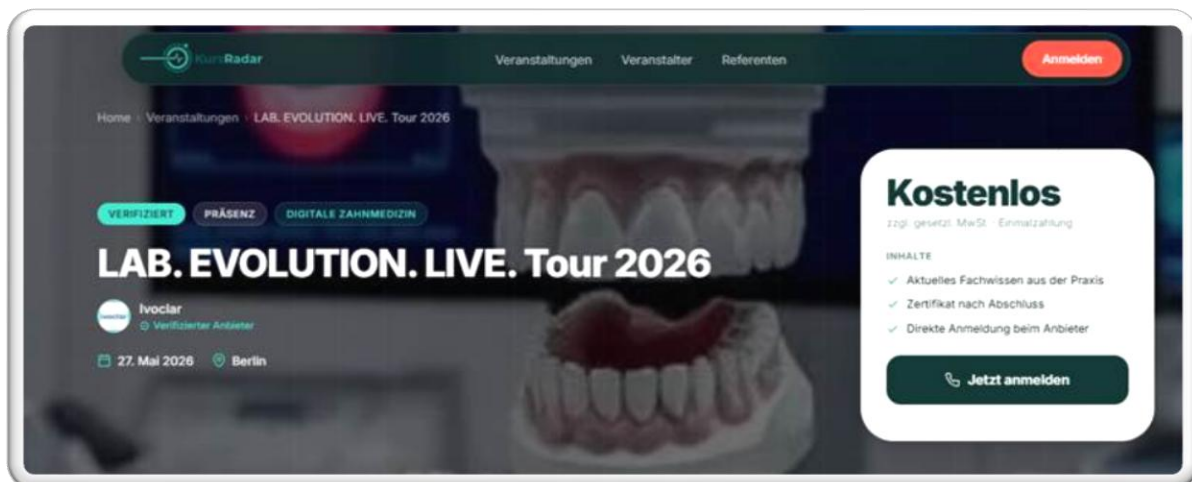 KursRadar
Veranstaltungen Veranstalter Referenten
Anmelden
Home › Veranstaltungen › LAB. EVOLUTION. LIVE. Tour 2026
VERIFIZIERT PRÄSENZ DIGITALE ZAHNMEDIZIN
LAB. EVOLUTION. LIVE. Tour 2026
Ivoclar
Verifizierter Anbieter
27. Mai 2026 Berlin
Kostenlos
zzgl. gesetzl. MwSt. · Einmalzahlung
INHALTE
Aktuelles Fachwissen aus der Praxis
Zertifikat nach Abschluss
Direkte Anmeldung beim Anbieter
Jetzt anmelden